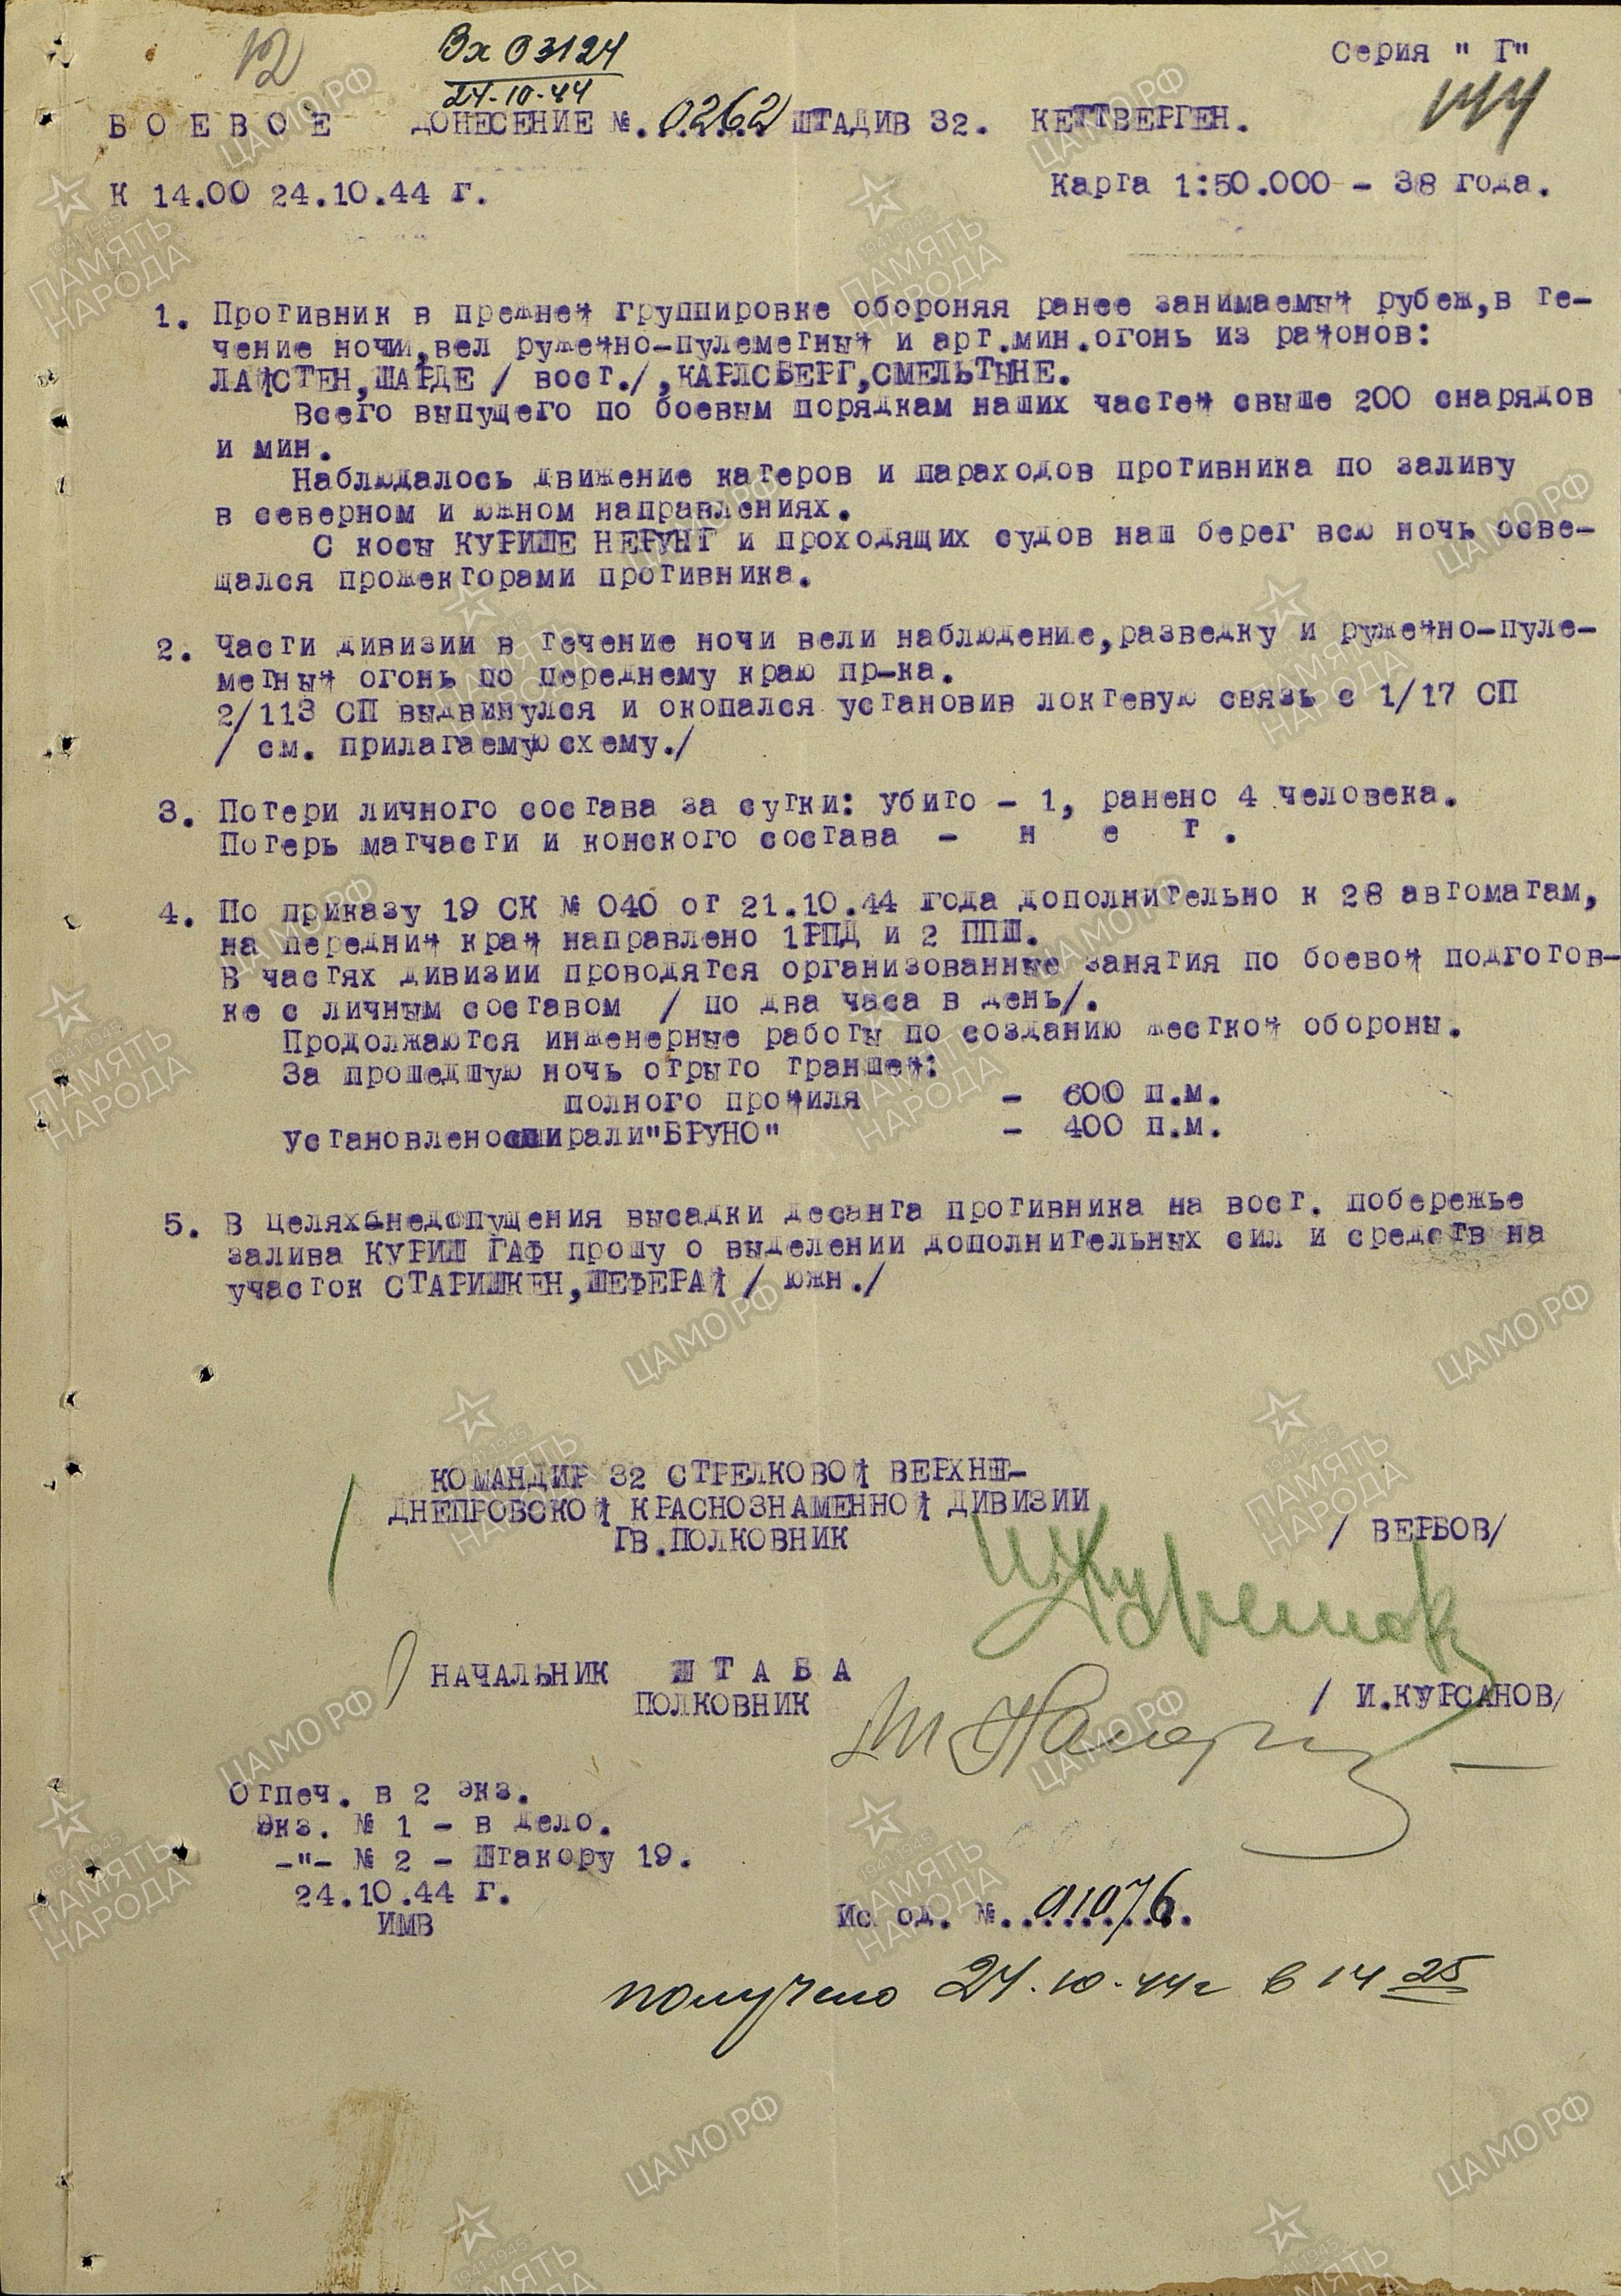 12
Вх 03124
24-10-44
Серия " Г"
144
Б О Е В О Е ДОНЕСЕНИЕ №. 0262 ШТАДИВ 32. КЕТТВЕРГЕН.
К 14.00 24.10.44 г.
Карта 1:50.000 - 38 года.
1. Противник в прежней группировке обороняя ранее занимаемый рубеж,в те-
чение ночи,вел ружейно-пулеметный и арт.мин.огонь из районов:
ЛАЙСТЕН,ШАРДЕ / вост./,КАРЛСБЕРГ,СМЕЛЬТЫНЕ.
Всего выпущего по боевым порядкам наших частей свыше 200 снарядов
и мин.
Наблюдалось движение катеров и параходов противника по заливу
в северном и южном направлениях.
С косы КУРИШЕ НЕРУНГ и проходящих судов наш берег всю ночь осве-
щался прожекторами противника.
2. Части дивизии в течение ночи вели наблюдение,разведку и ружейно-пуле-
метный огонь по переднему краю пр-ка.
2/113 СП выдвинулся и окопался установив локтевую связь с 1/17 СП
/ см. прилагаемую схему./
3. Потери личного состава за сутки: убито - 1, ранено 4 человека.
Потерь матчасти и конского состава - н е т .
4. По приказу 19 СК № 040 от 21.10.44 года дополнительно к 28 автоматам,
на передний край направлено 1РПД и 2 ППШ.
В частях дивизии проводятся организованные занятия по боевой подготов-
ке с личным составом / по два часа в день/.
Продолжаются инженерные работы по созданию жесткой обороны.
За прошедшую ночь отрыто траншей:
полного профиля - 600 п.м.
установлено спирали"БРУНО" - 400 п.м.
5. В целях недопущения высадки десанта противника на вост. побережье
залива КУРИШ ГАФ прошу о выделении дополнительных сил и средств на
участок СТАРИШКЕН,ШЕФЕРАЙ / южн./
КОМАНДИР 32 СТРЕЛКОВОЙ ВЕРХНШ-
ДНЕПРОВСКОЙ КРАСНОЗНАМЕННОЙ ДИВИЗИИ
ГВ.ПОЛКОВНИК / ВЕРБОВ/
НАЧАЛЬНИК Ш Т А Б А
ПОЛКОВНИК / И.КУРСАНОВ/
Отпеч. в 2 экз.
Экз. № 1 - в дело.
-"- № 2 - Штакору 19.
24.10.44 г.
ИМВ
Ис од. №. 01076.
получено 24.10.44г в 14 25
ПАМЯТЬ НАРОДА
1941-1945
ЦАМО.РФ